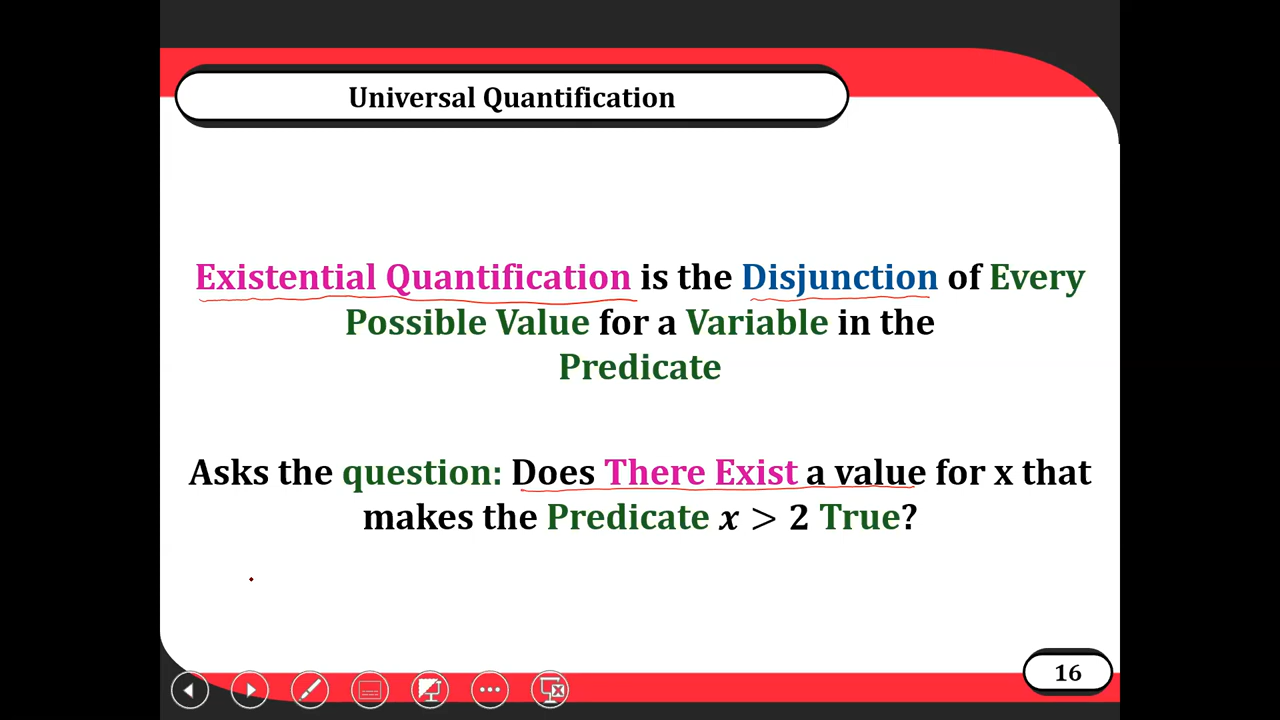 Universal Quantification
Existential Quantification is the Disjunction of Every
Possible Value for a Variable in the
Predicate
Asks the question: Does There Exist a value for x that
makes the Predicate x > 2 True?
16